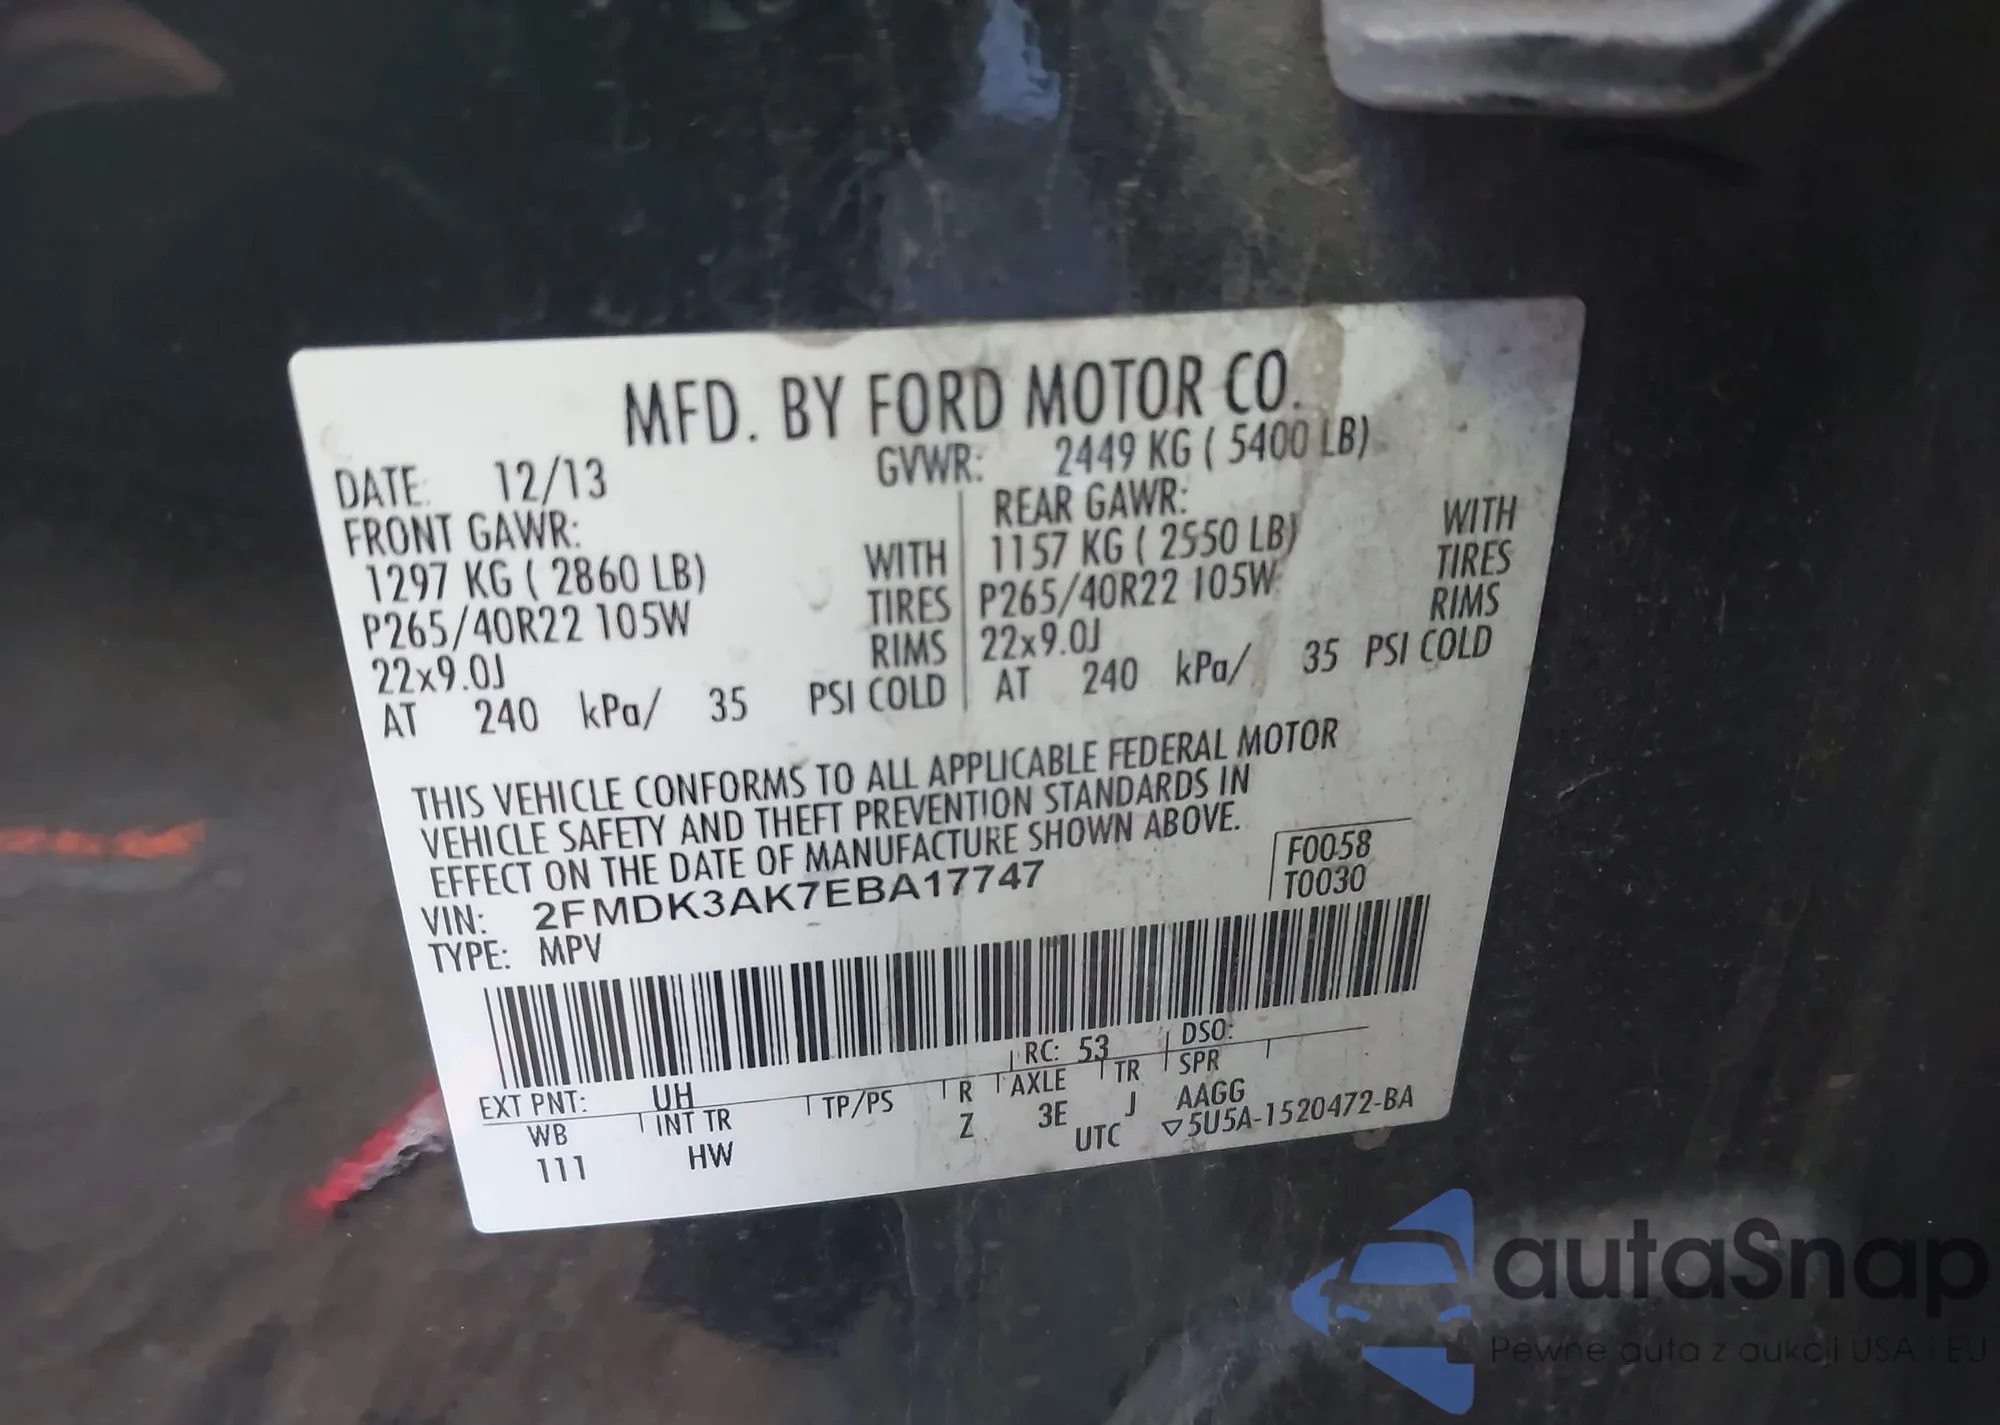 MFD. BY FORD MOTOR CO.
DATE: 12/13 GVWR: 2449 KG ( 5400 LB)
FRONT GAWR: REAR GAWR:
1297 KG ( 2860 LB) WITH 1157 KG ( 2550 LB) WITH
P265/40R22 105W TIRES P265/40R22 105W TIRES
22x9.0J RIMS 22x9.0J RIMS
AT 240 kPa/ 35 PSI COLD AT 240 kPa/ 35 PSI COLD
THIS VEHICLE CONFORMS TO ALL APPLICABLE FEDERAL MOTOR
VEHICLE SAFETY AND THEFT PREVENTION STANDARDS IN
EFFECT ON THE DATE OF MANUFACTURE SHOWN ABOVE.
F0058
VIN: 2FMDK3AK7EBA17747 T0030
TYPE: MPV
EXT PNT: UH RC: 53 DSO:
WB INT TR TP/PS R AXLE TR SPR
111 HW Z 3E J AAGG
UTC ▽5U5A-1520472-BA
autaSnap
Pewne auta z aukcji USA i EU